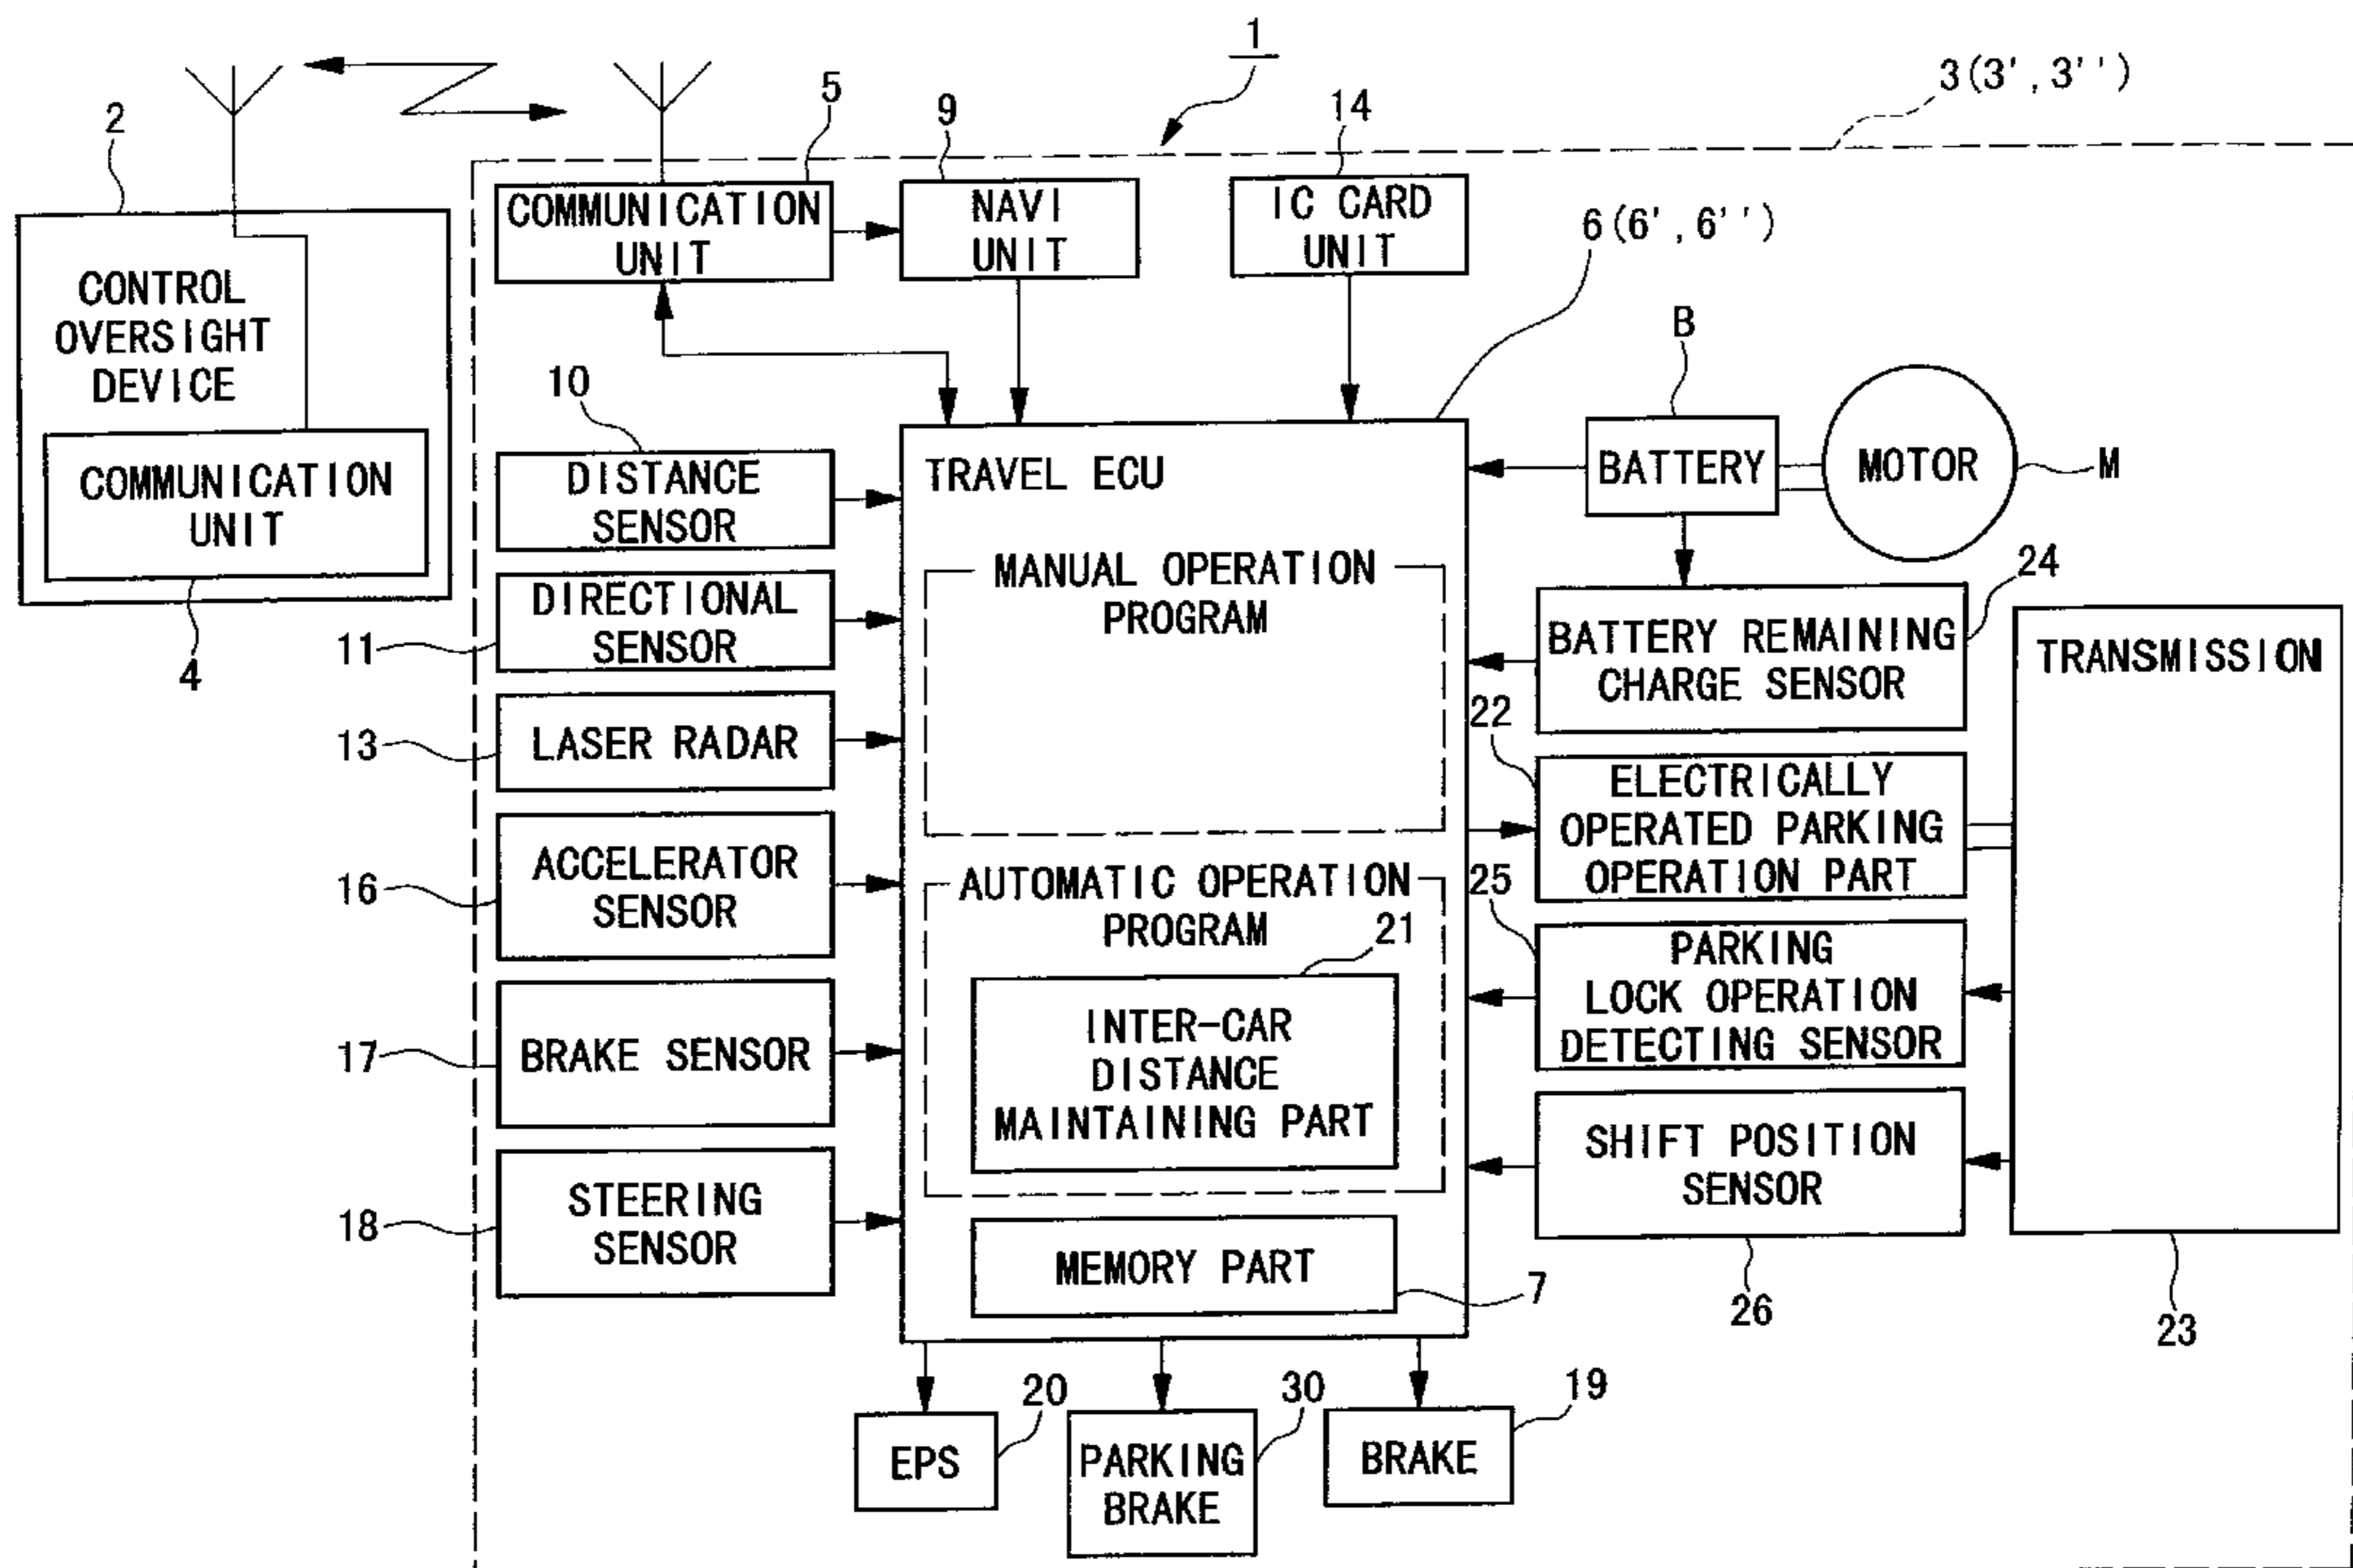 1
3(3',3'')
2
5
9
14
COMMUNICATION
UNIT
NAVI
UNIT
IC CARD
UNIT
6(6',6'')
CONTROL
OVERSIGHT
DEVICE
COMMUNICATION
UNIT
4
B
BATTERY
MOTOR
M
10
DISTANCE
SENSOR
11
DIRECTIONAL
SENSOR
13
LASER RADAR
16
ACCELERATOR
SENSOR
17
BRAKE SENSOR
18
STEERING
SENSOR
TRAVEL ECU
MANUAL OPERATION
PROGRAM
AUTOMATIC OPERATION
PROGRAM
21
INTER-CAR
DISTANCE
MAINTAINING PART
MEMORY PART
7
24
BATTERY REMAINING
CHARGE SENSOR
22
ELECTRICALLY
OPERATED PARKING
OPERATION PART
25
PARKING
LOCK OPERATION
DETECTING SENSOR
SHIFT POSITION
SENSOR
26
TRANSMISSION
23
EPS
20
PARKING
BRAKE
30
BRAKE
19